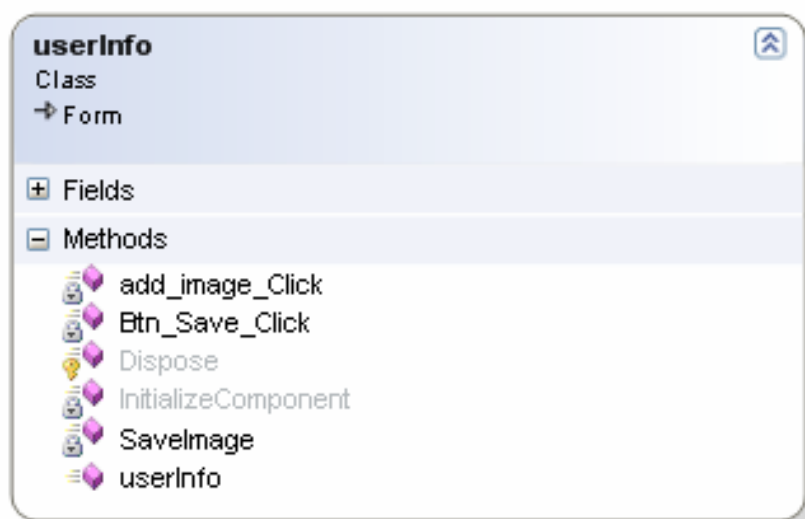 userInfo
Class
Form
Fields
Methods
add_image_Click
Btn_Save_Click
Dispose
InitializeComponent
SaveImage
userInfo